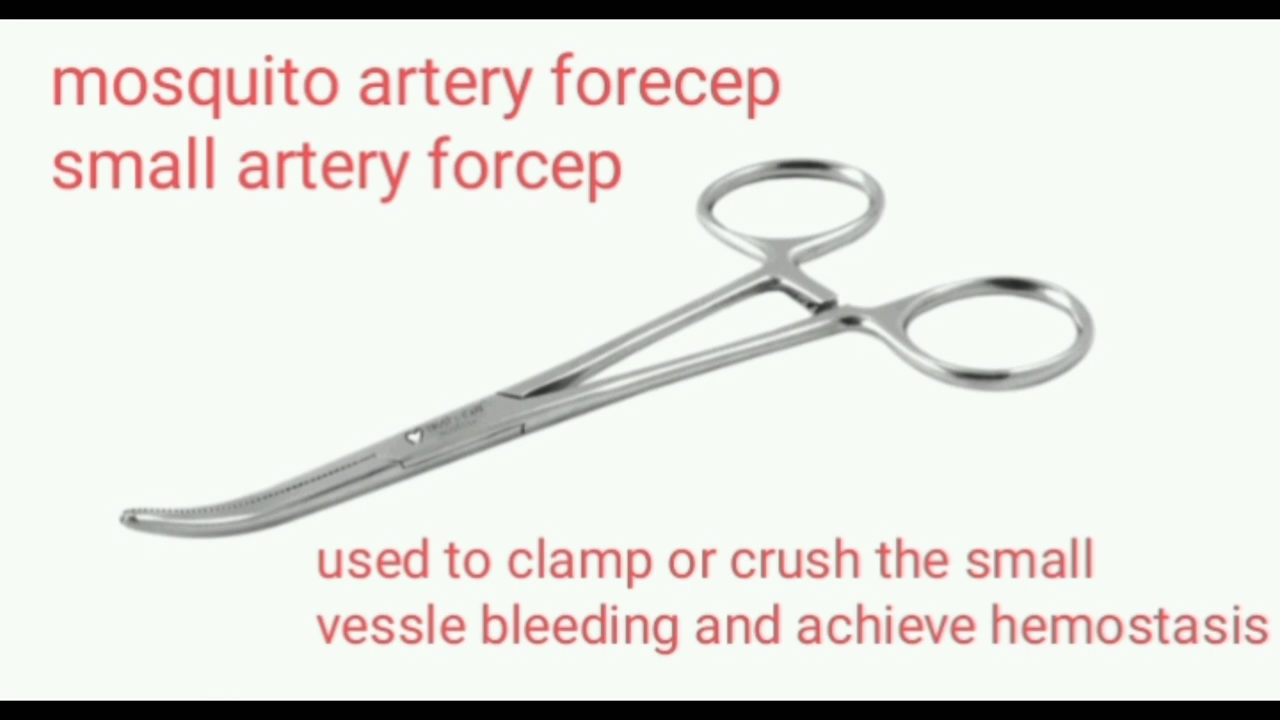 mosquito artery forecep
small artery forcep
used to clamp or crush the small
vessle bleeding and achieve hemostasis